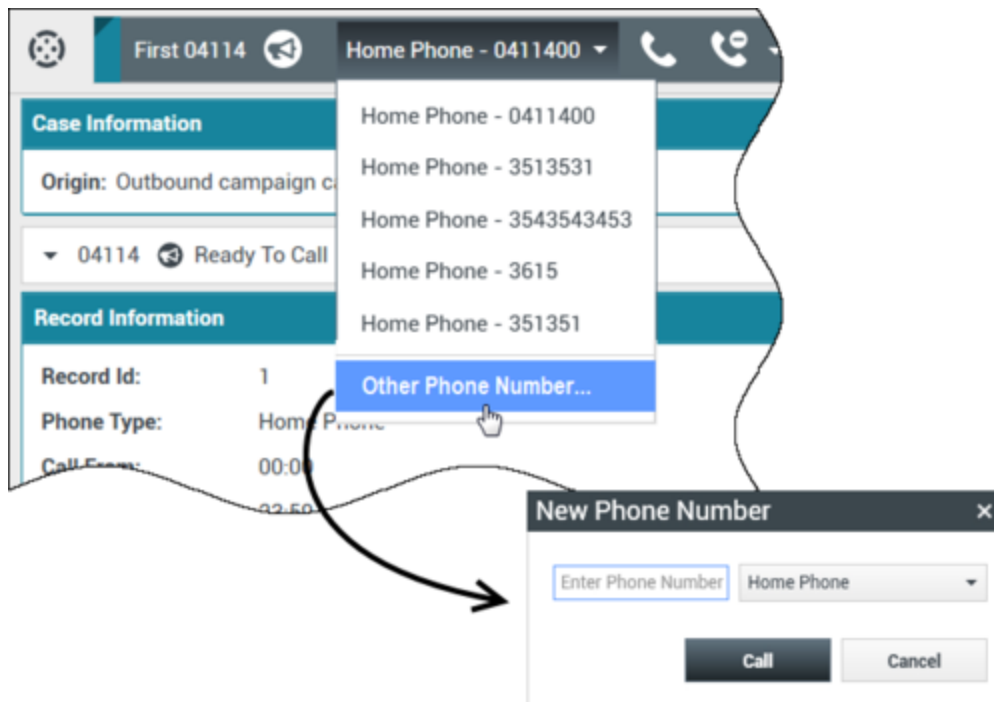 First 04114
Home Phone - 0411400
Case Information
Origin: Outbound campaign
04114 Ready To Call
Record Information
Record Id: 1
Phone Type: Home Phone
Call From: 00:00
23:59
Home Phone - 0411400
Home Phone - 3513531
Home Phone - 3543543453
Home Phone - 3615
Home Phone - 351351
Other Phone Number...
New Phone Number
Enter Phone Number
Home Phone
Call
Cancel